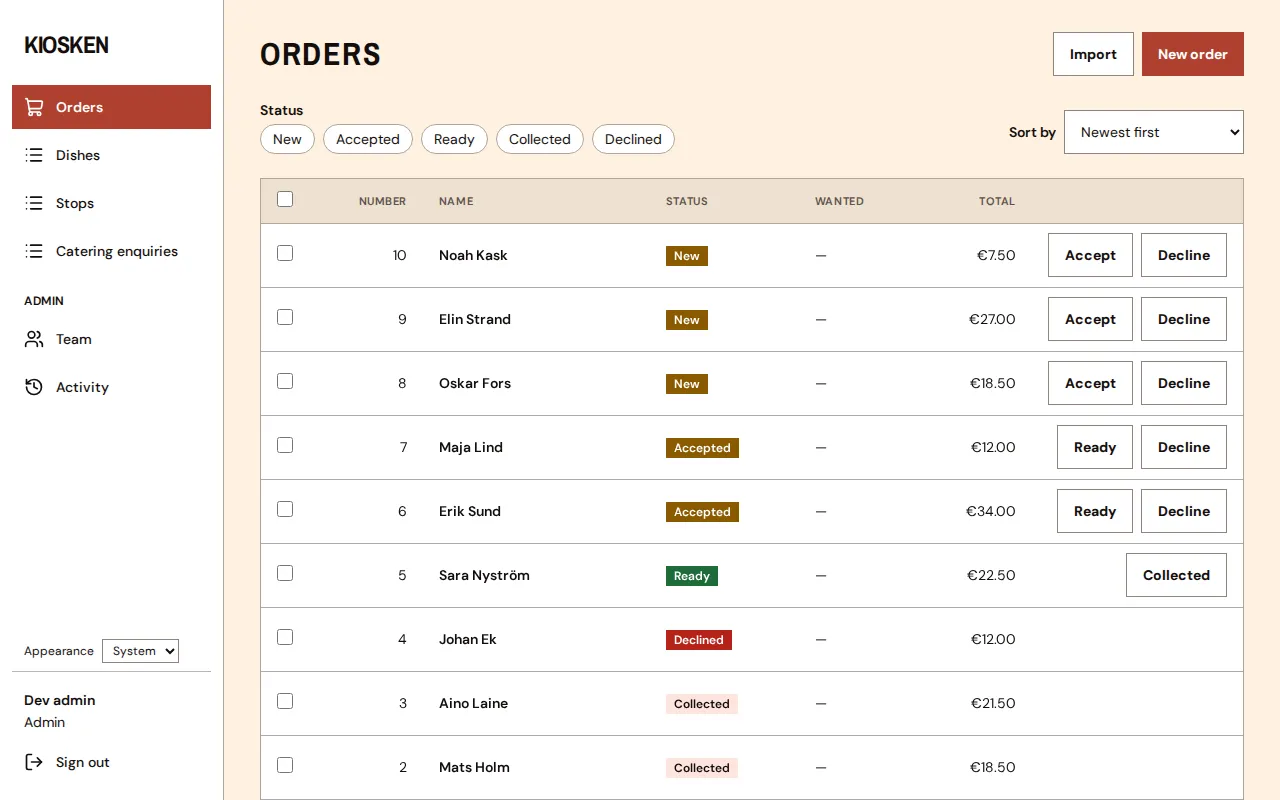 KIOSKEN
Orders
Dishes
Stops
Catering enquiries
ADMIN
Team
Activity
Appearance System
Dev admin
Admin
Sign out
ORDERS
Import New order
Status
New Accepted Ready Collected Declined
Sort by Newest first
NUMBER NAME STATUS WANTED TOTAL
10 Noah Kask New — €7.50 Accept Decline
9 Elin Strand New — €27.00 Accept Decline
8 Oskar Fors New — €18.50 Accept Decline
7 Maja Lind Accepted — €12.00 Ready Decline
6 Erik Sund Accepted — €34.00 Ready Decline
5 Sara Nyström Ready — €22.50 Collected
4 Johan Ek Declined — €12.00
3 Aino Laine Collected — €21.50
2 Mats Holm Collected — €18.50